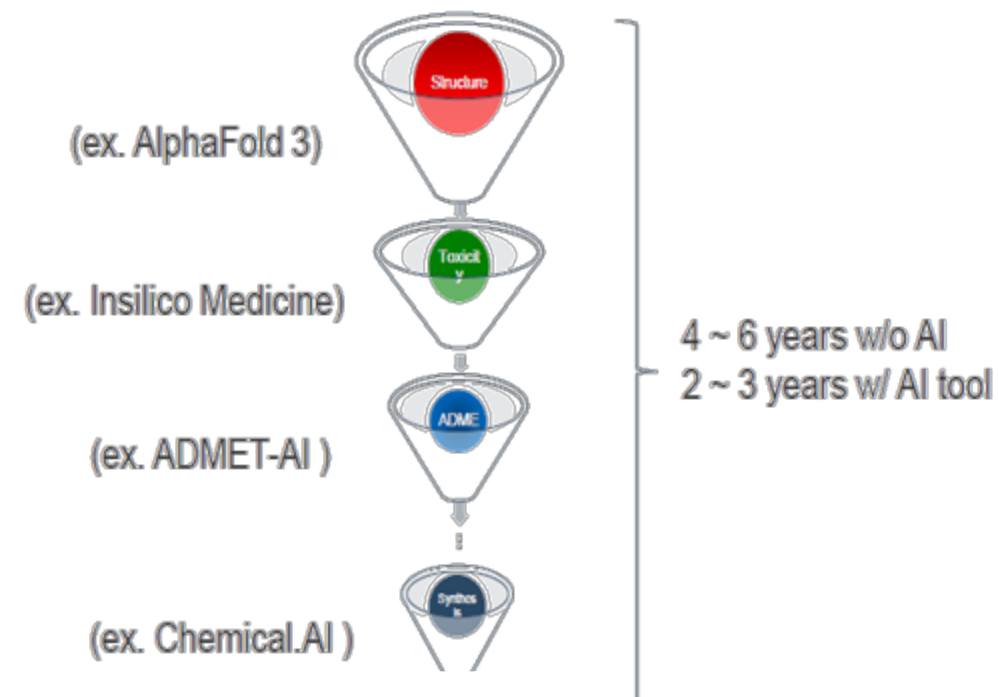 Structure
(ex. AlphaFold 3)
Toxicit
y
(ex. Insilico Medicine)
4 ~ 6 years w/o AI
2 ~ 3 years w/ AI tool
ADME
(ex. ADMET-AI )
Synthes
is
(ex. Chemical.AI )